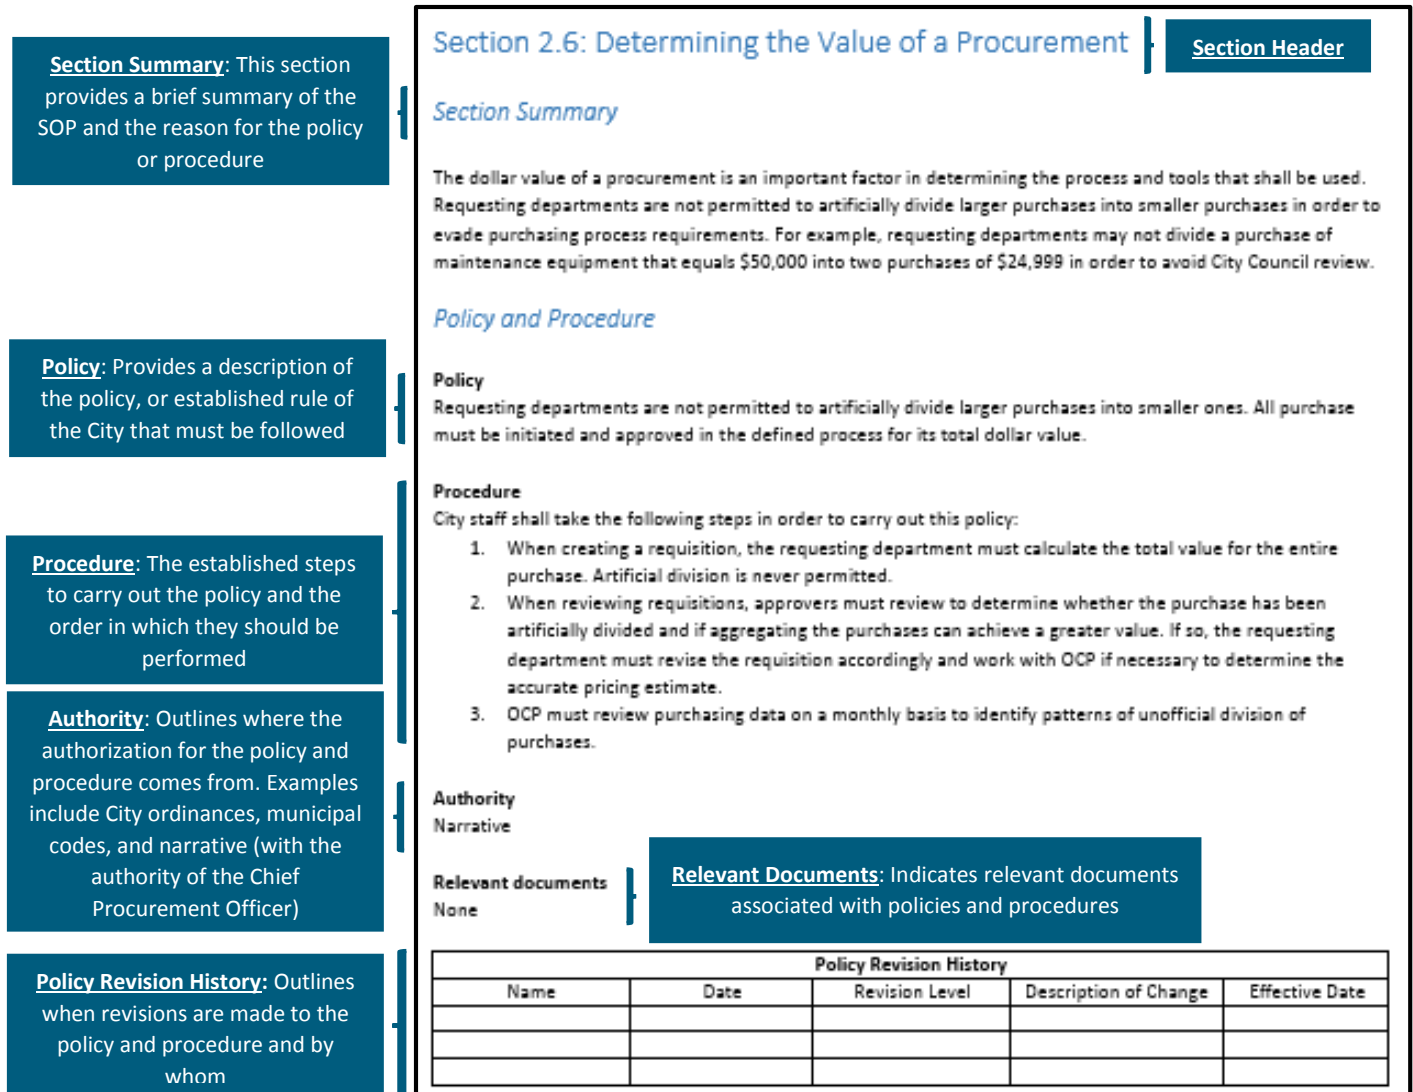 Section 2.6: Determining the Value of a Procurement
Section Header
Section Summary: This section
provides a brief summary of the
SOP and the reason for the policy
or procedure
Section Summary
The dollar value of a procurement is an important factor in determining the process and tools that shall be used.
Requesting departments are not permitted to artificially divide larger purchases into smaller purchases in order to
evade purchasing process requirements. For example, requesting departments may not divide a purchase of
maintenance equipment that equals $50,000 into two purchases of $24,999 in order to avoid City Council review.
Policy and Procedure
Policy: Provides a description of
the policy, or established rule of
the City that must be followed
Policy
Requesting departments are not permitted to artificially divide larger purchases into smaller ones. All purchase
must be initiated and approved in the defined process for its total dollar value.
Procedure: The established steps
to carry out the policy and the
order in which they should be
performed
Procedure
City staff shall take the following steps in order to carry out this policy:
1. When creating a requisition, the requesting department must calculate the total value for the entire
purchase. Artificial division is never permitted.
2. When reviewing requisitions, approvers must review to determine whether the purchase has been
artificially divided and if aggregating the purchases can achieve a greater value. If so, the requesting
department must revise the requisition accordingly and work with OCP if necessary to determine the
accurate pricing estimate.
3. OCP must review purchasing data on a monthly basis to identify patterns of unofficial division of
purchases.
Authority: Outlines where the
authorization for the policy and
procedure comes from. Examples
include City ordinances, municipal
codes, and narrative (with the
authority of the Chief
Procurement Officer)
Authority
Narrative
Relevant documents
None
Relevant Documents: Indicates relevant documents
associated with policies and procedures
Policy Revision History: Outlines
when revisions are made to the
policy and procedure and by
whom
Policy Revision History
Name Date Revision Level Description of Change Effective Date